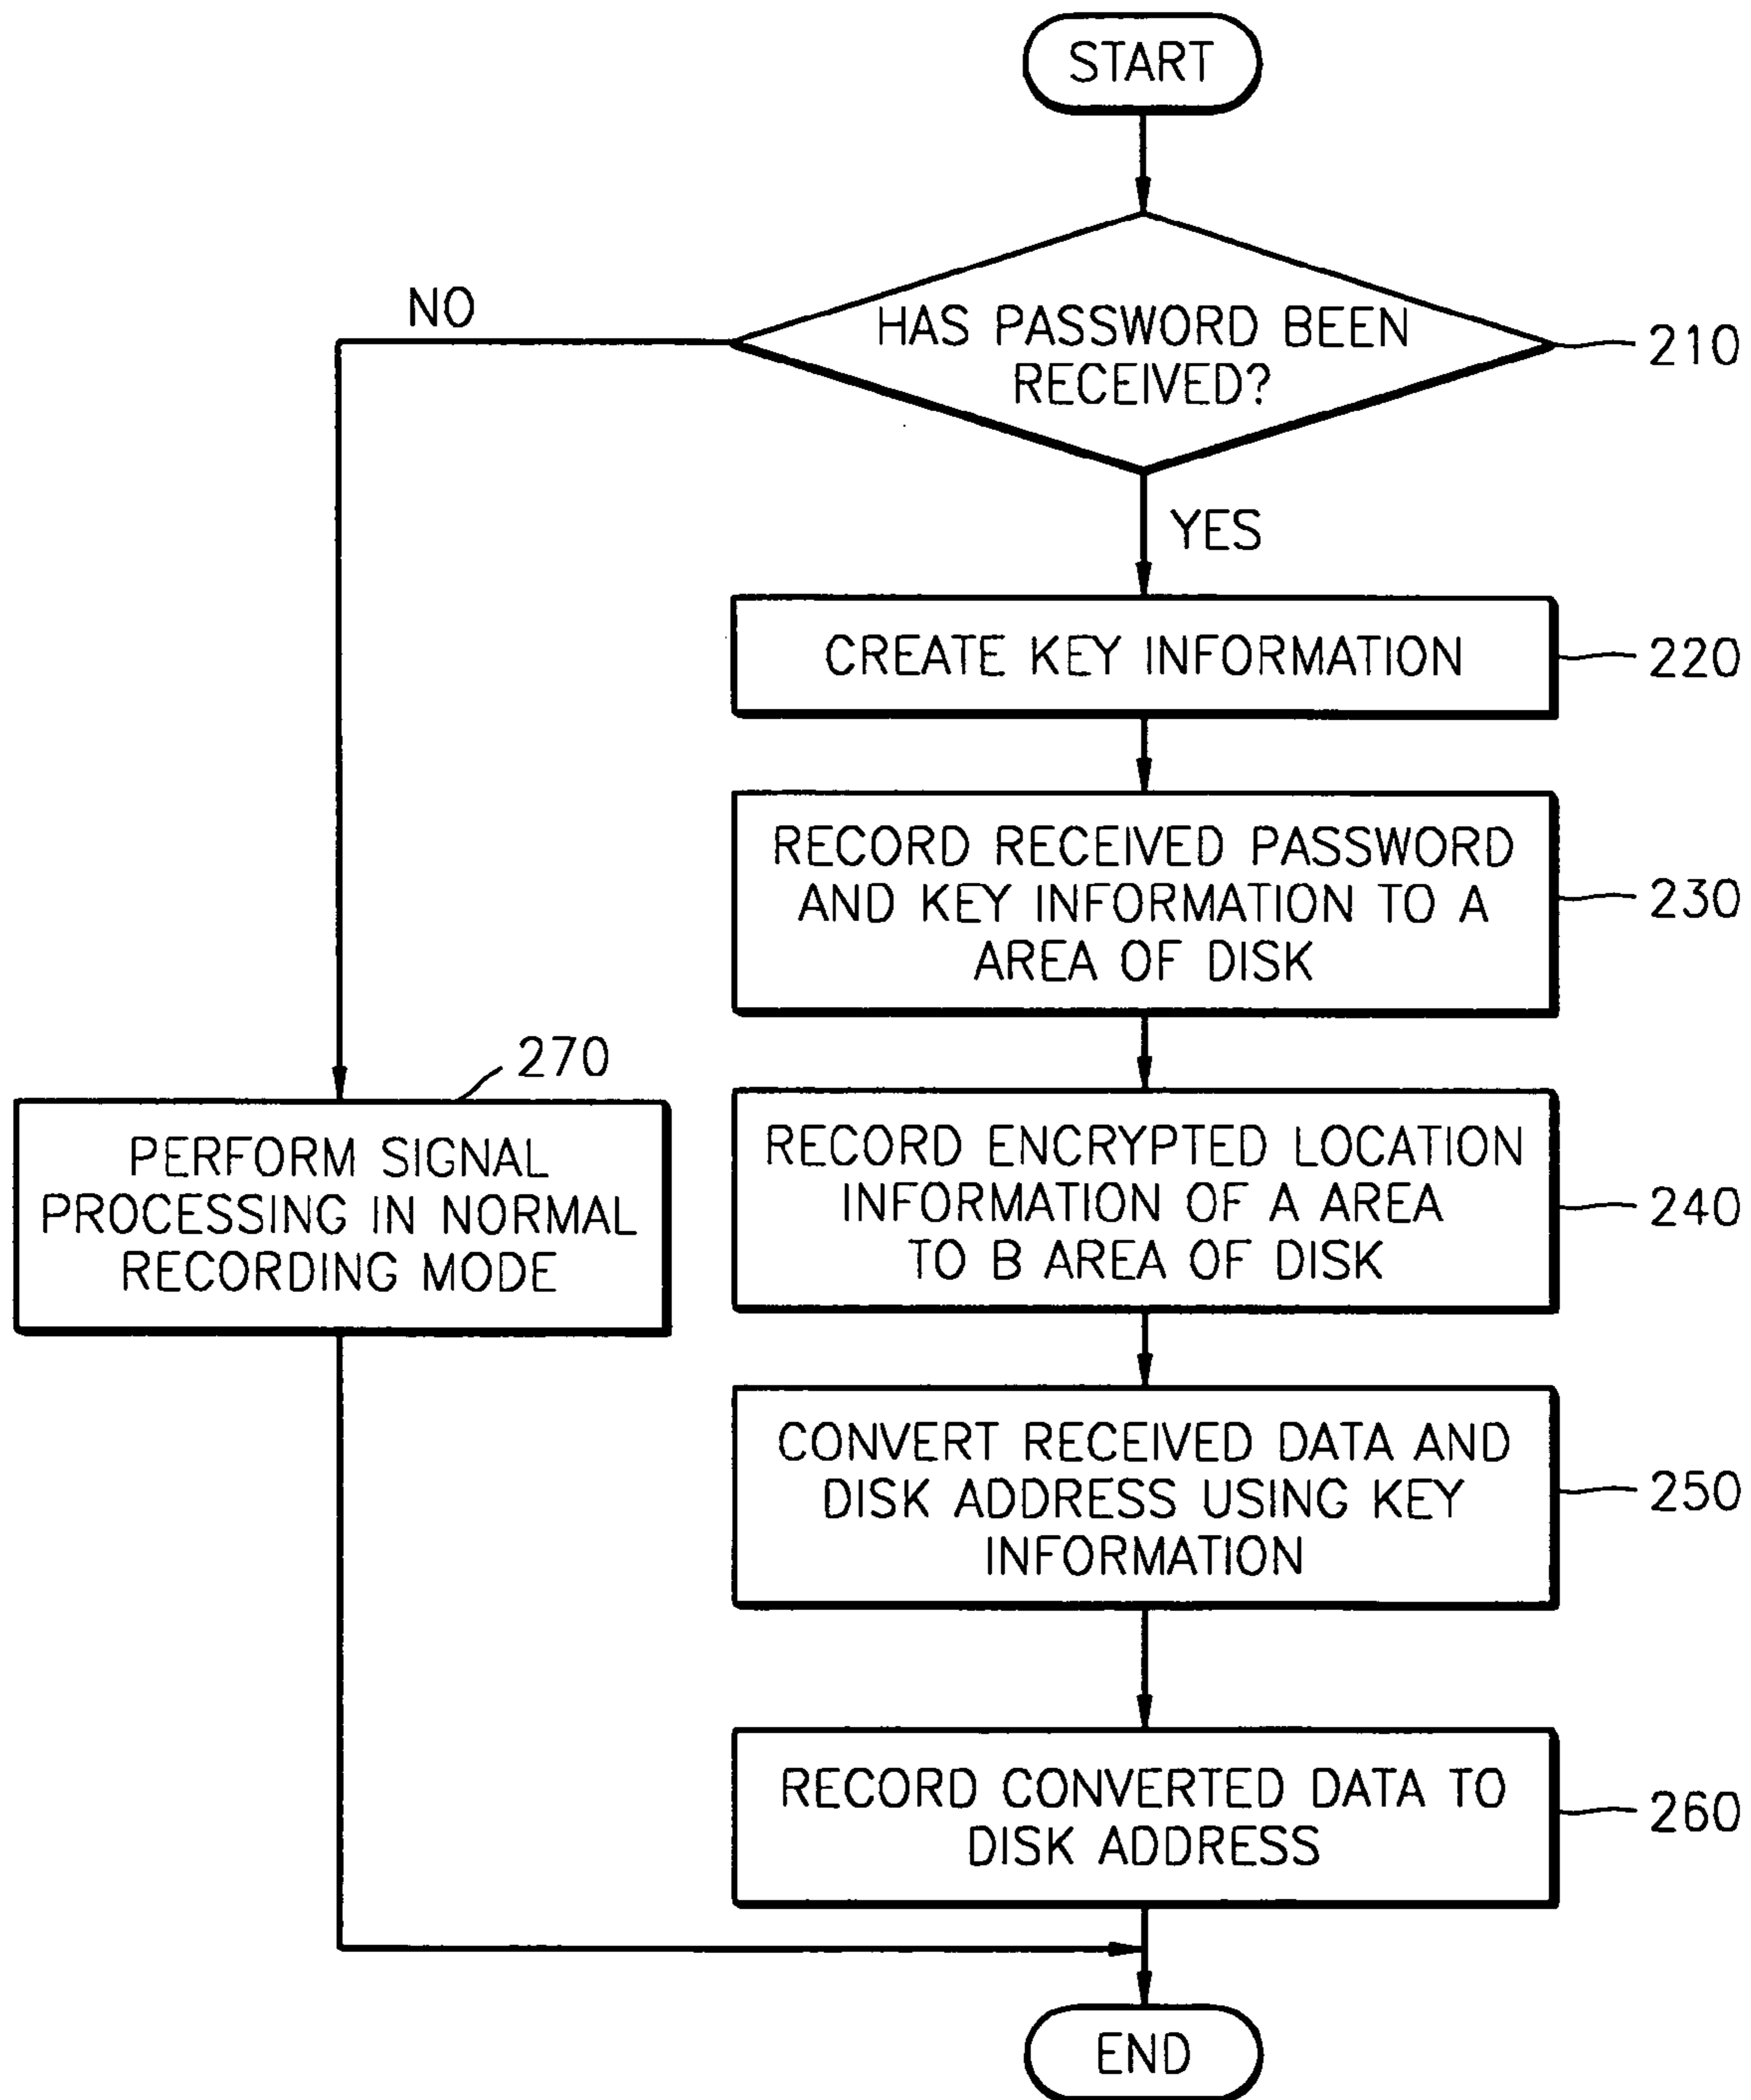 START
NO
HAS PASSWORD BEEN
RECEIVED?
210
YES
CREATE KEY INFORMATION
220
RECORD RECEIVED PASSWORD
AND KEY INFORMATION TO A
AREA OF DISK
230
270
PERFORM SIGNAL
PROCESSING IN NORMAL
RECORDING MODE
RECORD ENCRYPTED LOCATION
INFORMATION OF A AREA
TO B AREA OF DISK
240
CONVERT RECEIVED DATA AND
DISK ADDRESS USING KEY
INFORMATION
250
RECORD CONVERTED DATA TO
DISK ADDRESS
260
END